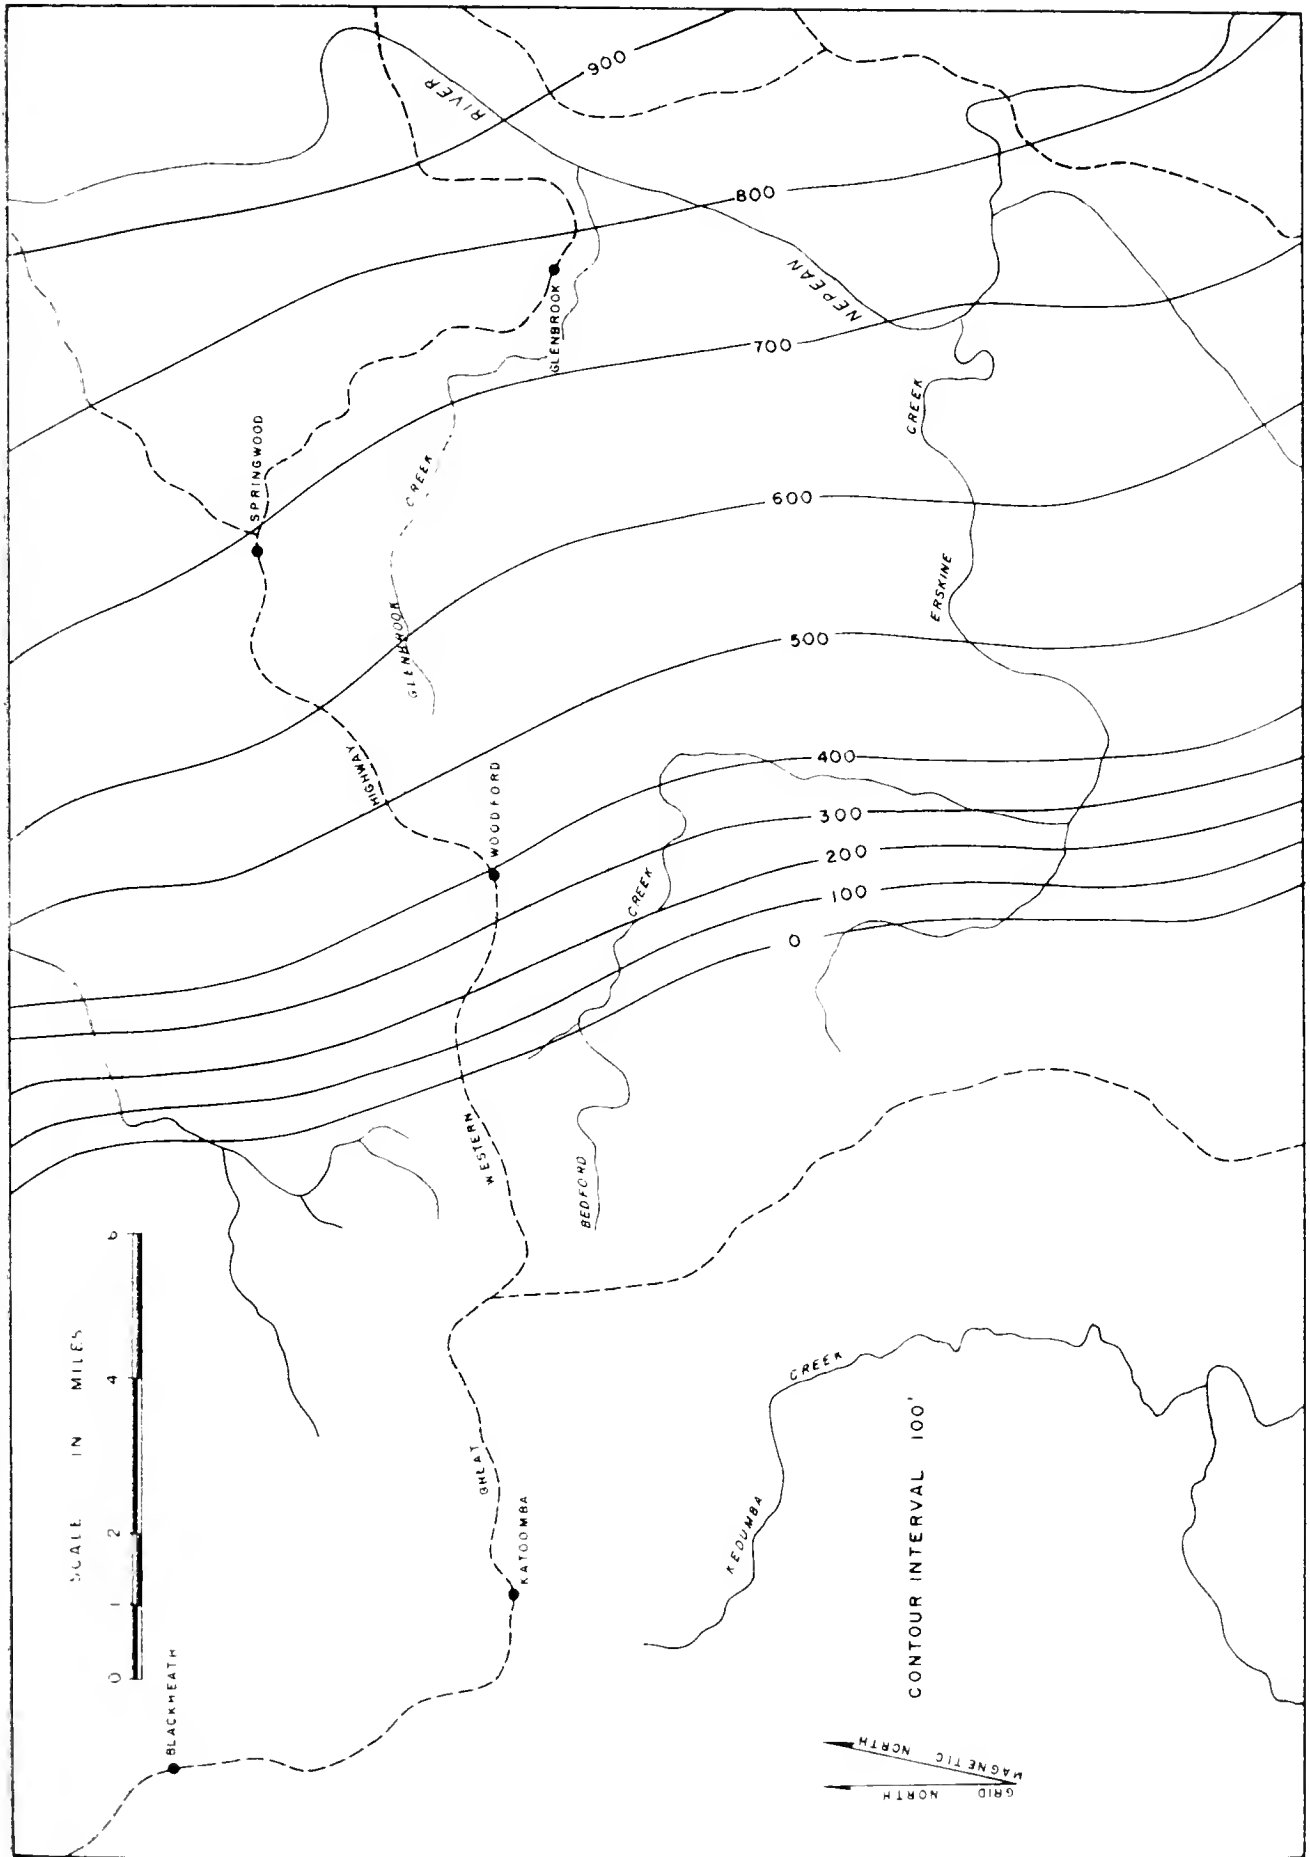 SCALE IN MILES
0 1 2 4 6
BLACKHEATH
KATOOMBA
GREAT
WESTERN
HIGHWAY
WOODFORD
SPRINGWOOD
GLENBROOK
GLENBROOK
CREEK
BEDFORD
CREEK
KEDUMBA
CREEK
ERSKINE
CREEK
NEPEAN
RIVER
900
800
700
600
500
400
300
200
100
0
CONTOUR INTERVAL 100'
GRID NORTH
MAGNETIC NORTH